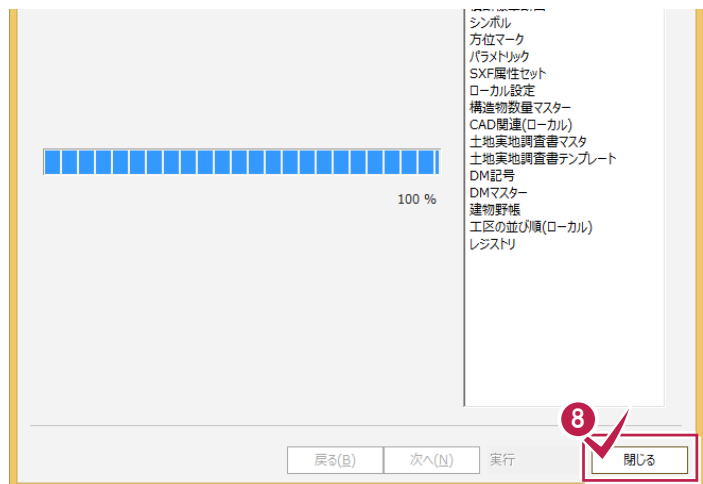 シンボル
方位マーク
パラメトリック
SXF属性セット
ローカル設定
構造物数量マスター
CAD関連(ローカル)
土地実地調査書マスタ
土地実地調査書テンプレート
DM記号
DMマスター
建物野帳
工区の並び順(ローカル)
レジストリ
100 %
8
戻る(B) 次へ(N) 実行 閉じる